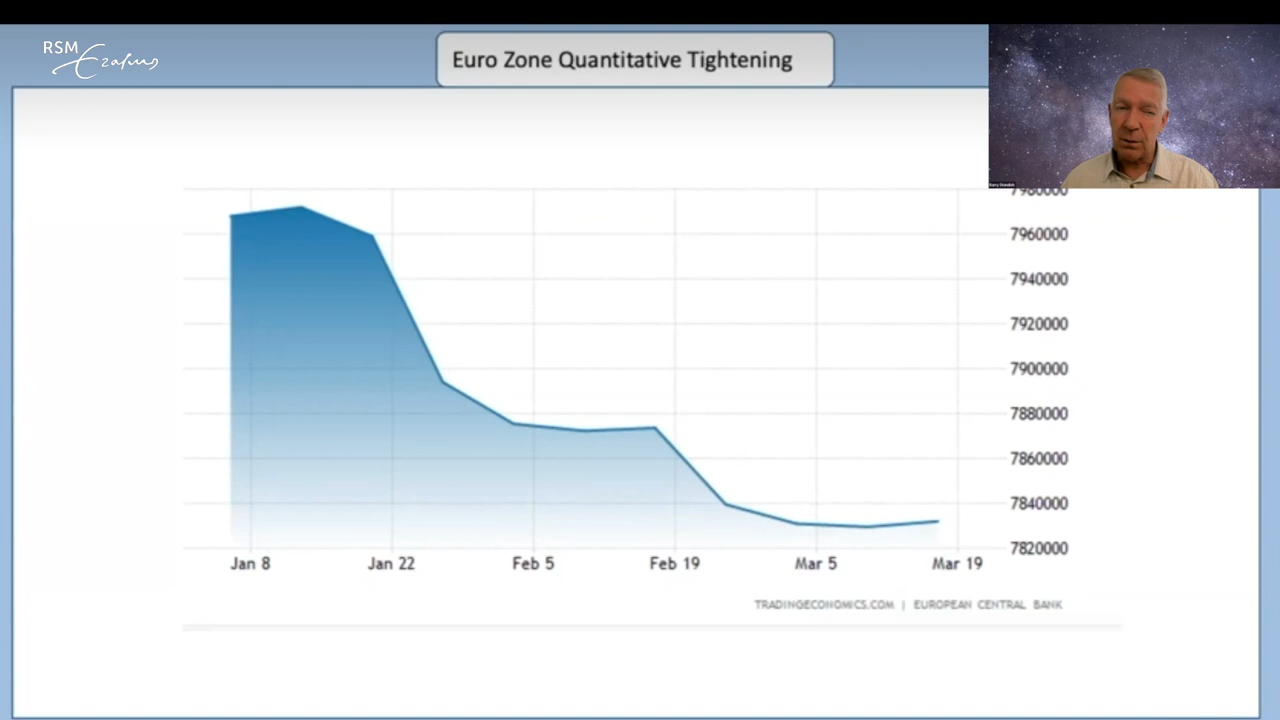 RSM
Erasmus
Euro Zone Quantitative Tightening
7980000
7960000
7940000
7920000
7900000
7880000
7860000
7840000
7820000
Jan 8
Jan 22
Feb 5
Feb 19
Mar 5
Mar 19
TRADINGECONOMICS.COM | EUROPEAN CENTRAL BANK